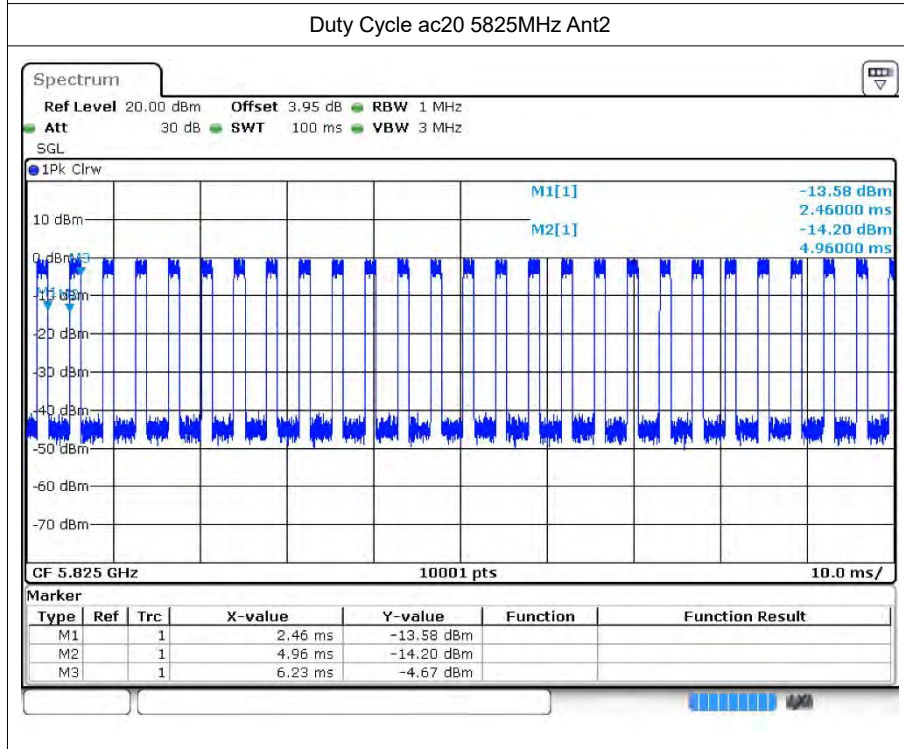 Duty Cycle ac20 5825MHz Ant2
Spectrum
Ref Level 20.00 dBm Offset 3.95 dB RBW 1 MHz
Att 30 dB SWT 100 ms VBW 3 MHz
SGL
1Pk Clrw
M1[1] -13.58 dBm
2.46000 ms
10 dBm
M2[1] -14.20 dBm
4.96000 ms
0 dBm M3
-10 dBm
-20 dBm
-30 dBm
-40 dBm
-50 dBm
-60 dBm
-70 dBm
CF 5.825 GHz 10001 pts 10.0 ms/
Marker
Type Ref Trc X-value Y-value Function Function Result
M1 1 2.46 ms -13.58 dBm
M2 1 4.96 ms -14.20 dBm
M3 1 6.23 ms -4.67 dBm